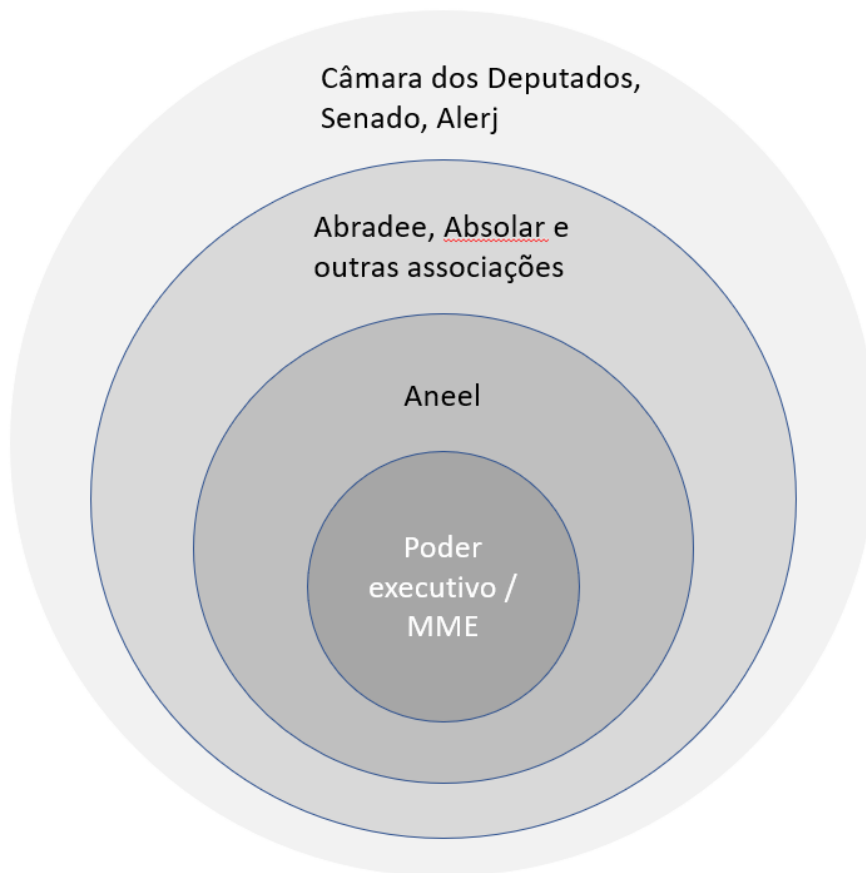 Câmara dos Deputados,
Senado, Alerj
Abradee, Absolar e
outras associações
Aneel
Poder
executivo /
MME